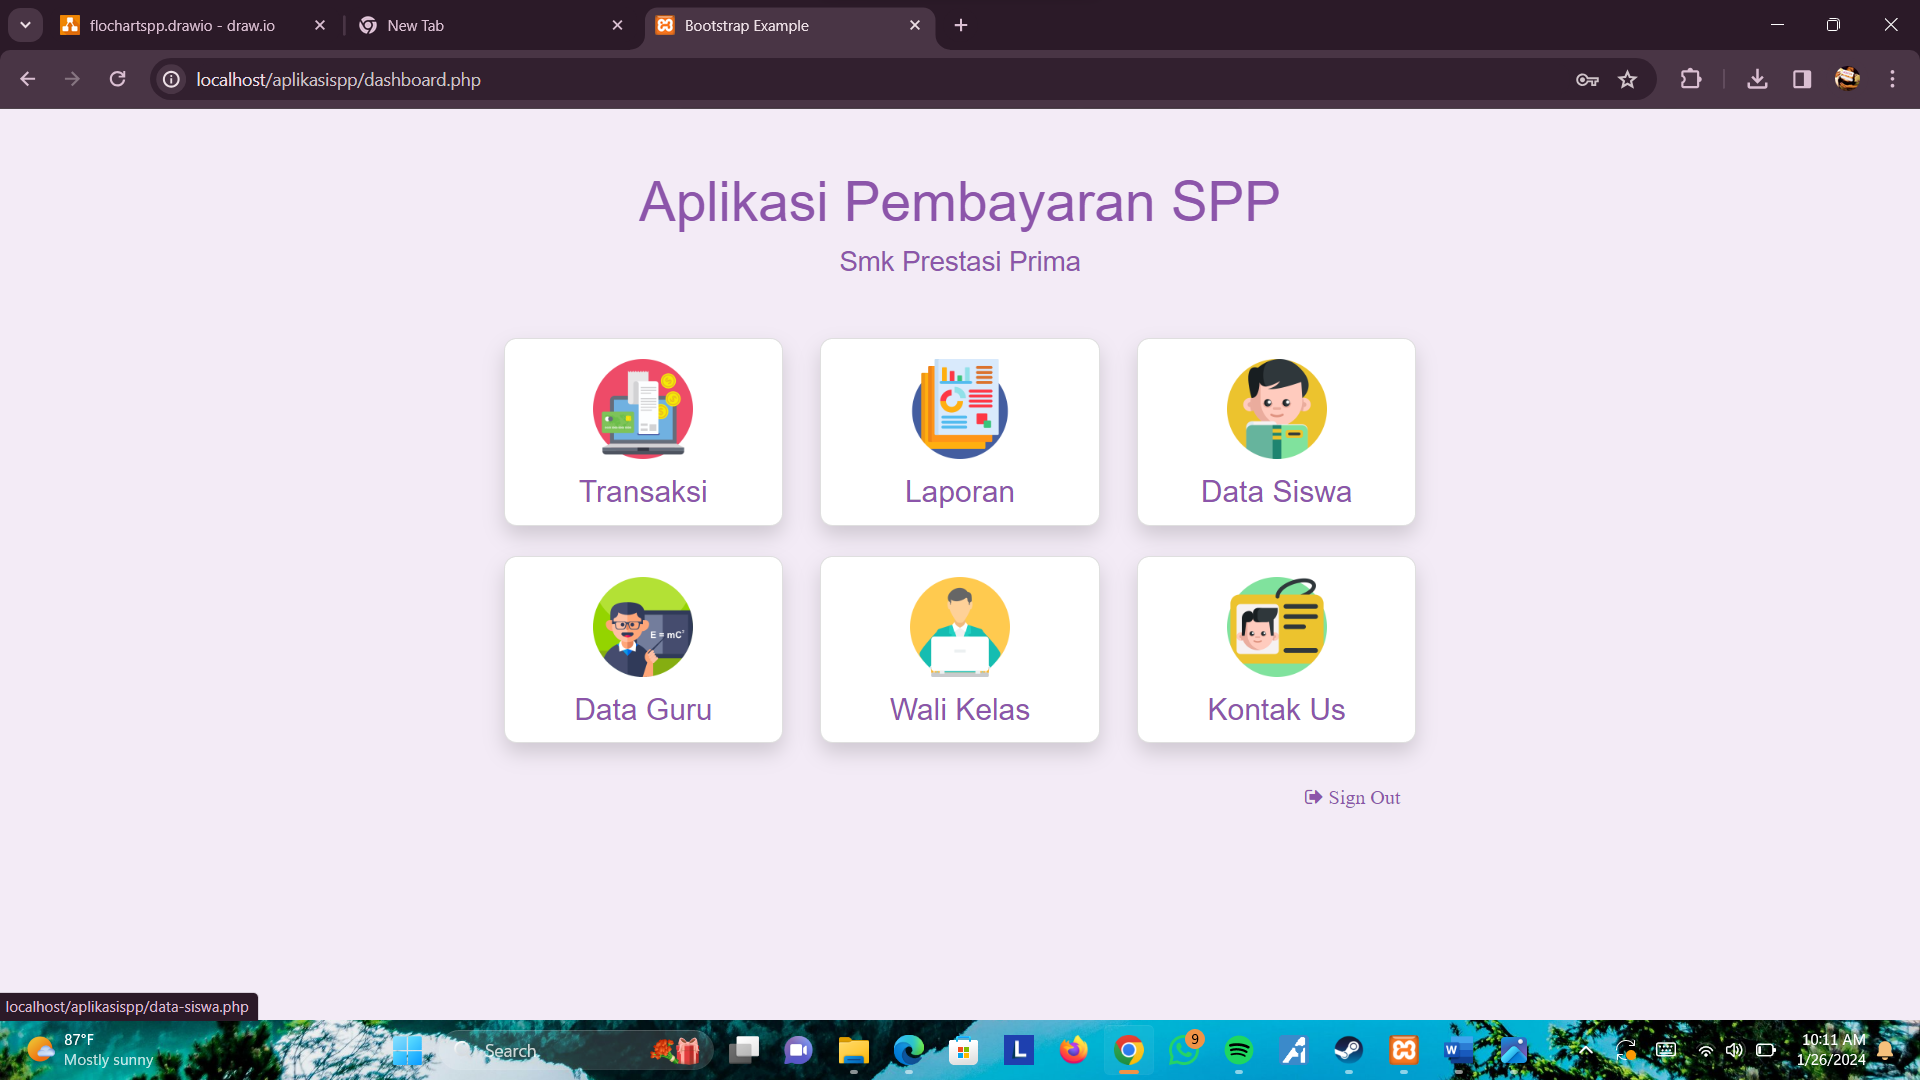 flochartspp.drawio - draw.io
New Tab
Bootstrap Example
localhost/aplikasispp/dashboard.php
Aplikasi Pembayaran SPP
Smk Prestasi Prima
Transaksi
Laporan
Data Siswa
E = mC²
Data Guru
Wali Kelas
Kontak Us
Sign Out
localhost/aplikasispp/data-siswa.php
87°F
Mostly sunny
Search
L
9
W
10:11 AM
1/26/2024